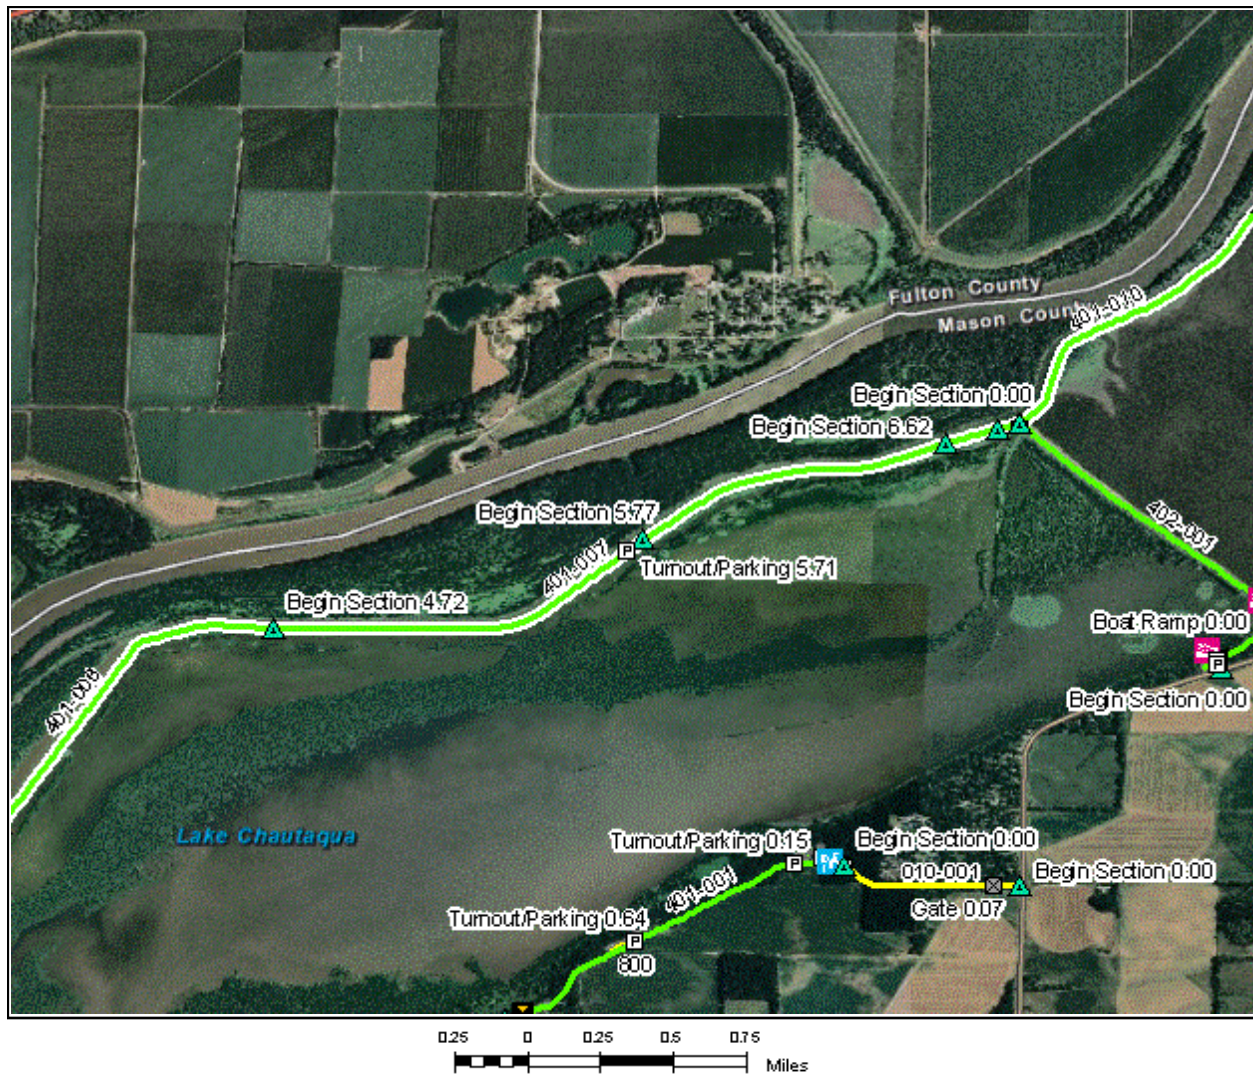 Fulton County
Mason County
401-010
Begin Section 0.00
Begin Section 6.62
Begin Section 5.77
402-001
401-007
Turnout/Parking 5.71
Begin Section 4.72
Boat Ramp 0.00
P
P
401-006
Begin Section 0.00
Lake Chautaqua
Turnout/Parking 0.15
Begin Section 0.00
P
010-001
Begin Section 0.00
401-001
Gate 0.07
Turnout/Parking 0.64
P
800
0.25 0 0.25 0.5 0.75
Miles